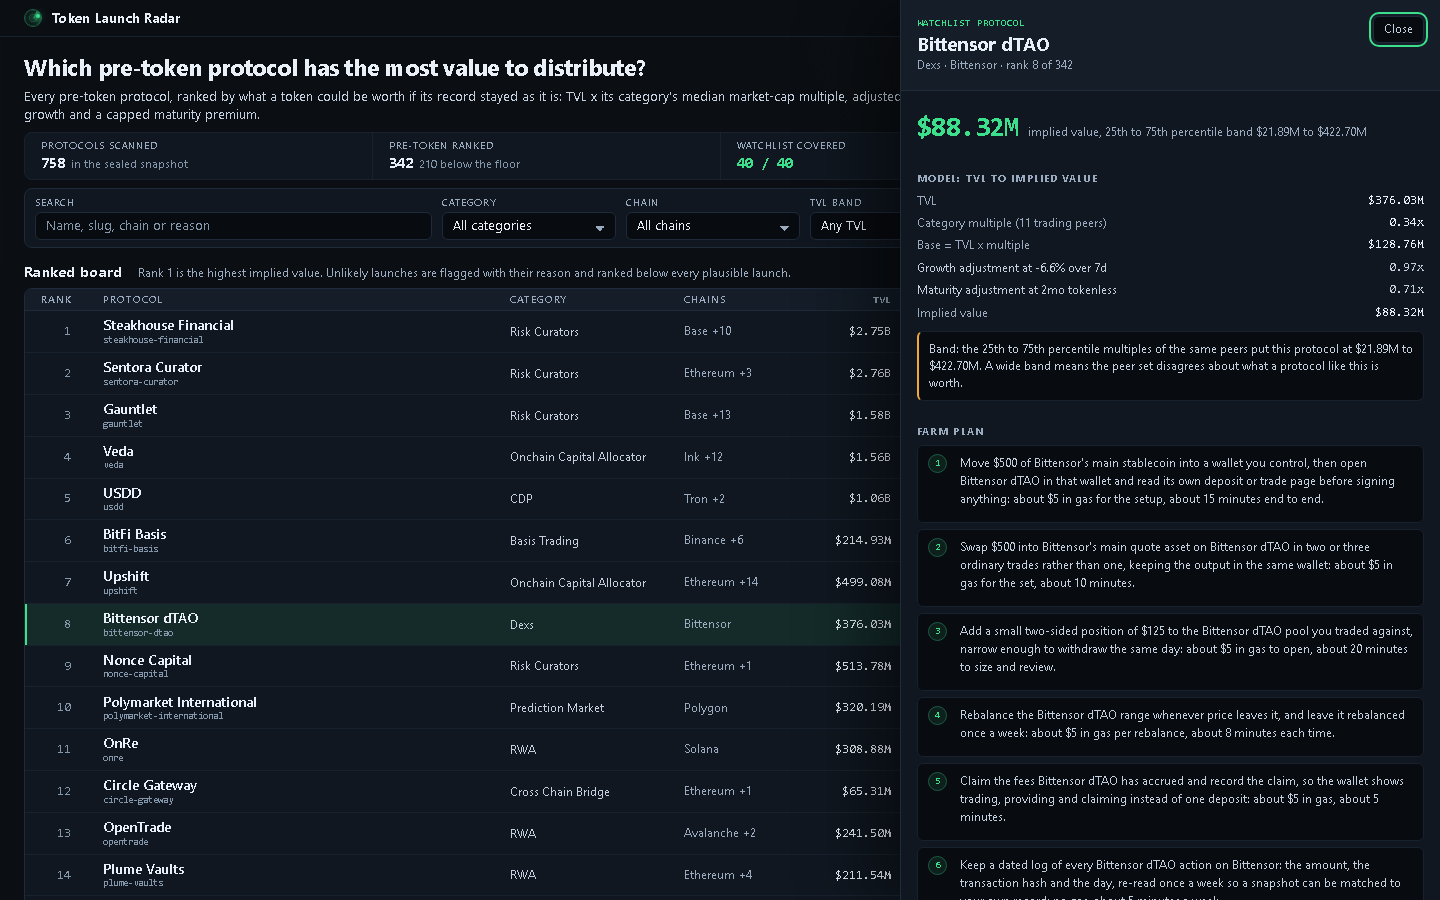 Token Launch Radar
Which pre-token protocol has the most value to distribute?
Every pre-token protocol, ranked by what a token could be worth if its record stayed as it is: TVL x its category's median market-cap multiple, adjusted
growth and a capped maturity premium.
PROTOCOLS SCANNED
758 in the sealed snapshot
PRE-TOKEN RANKED
342 210 below the floor
WATCHLIST COVERED
40 / 40
SEARCH
Name, slug, chain or reason
CATEGORY
All categories
CHAIN
All chains
TVL BAND
Any TVL
Ranked board Rank 1 is the highest implied value. Unlikely launches are flagged with their reason and ranked below every plausible launch.
RANK PROTOCOL CATEGORY CHAINS TVL
1 Steakhouse Financial Risk Curators Base +10 $2.75B
steakhouse-financial
2 Sentora Curator Risk Curators Ethereum +3 $2.76B
sentora-curator
3 Gauntlet Risk Curators Base +13 $1.58B
gauntlet
4 Veda Onchain Capital Allocator Ink +12 $1.56B
veda
5 USDD CDP Tron +2 $1.06B
usdd
6 BitFi Basis Basis Trading Binance +6 $214.93M
bitfi-basis
7 Upshift Onchain Capital Allocator Ethereum +14 $499.08M
upshift
8 Bittensor dTAO Dexs Bittensor $376.03M
bittensor-dtao
9 Nonce Capital Risk Curators Ethereum +1 $513.78M
nonce-capital
10 Polymarket International Prediction Market Polygon $320.19M
polymarket-international
11 OnRe RWA Solana $308.88M
onre
12 Circle Gateway Cross Chain Bridge Ethereum +1 $65.31M
circle-gateway
13 OpenTrade RWA Avalanche +2 $241.50M
opentrade
14 Plume Vaults RWA Ethereum +4 $211.54M
plume-vaults
WATCHLIST PROTOCOL
Bittensor dTAO
Dexs · Bittensor · rank 8 of 342
Close
$88.32M implied value, 25th to 75th percentile band $21.89M to $422.70M
MODEL: TVL TO IMPLIED VALUE
TVL $376.03M
Category multiple (11 trading peers) 0.34x
Base = TVL x multiple $128.76M
Growth adjustment at -6.6% over 7d 0.97x
Maturity adjustment at 2mo tokenless 0.71x
Implied value $88.32M
Band: the 25th to 75th percentile multiples of the same peers put this protocol at $21.89M to
$422.70M. A wide band means the peer set disagrees about what a protocol like this is
worth.
FARM PLAN
1 Move $500 of Bittensor's main stablecoin into a wallet you control, then open
Bittensor dTAO in that wallet and read its own deposit or trade page before signing
anything: about $5 in gas for the setup, about 15 minutes end to end.
2 Swap $500 into Bittensor's main quote asset on Bittensor dTAO in two or three
ordinary trades rather than one, keeping the output in the same wallet: about $5 in
gas for the set, about 10 minutes.
3 Add a small two-sided position of $125 to the Bittensor dTAO pool you traded against,
narrow enough to withdraw the same day: about $5 in gas to open, about 20 minutes
to size and review.
4 Rebalance the Bittensor dTAO range whenever price leaves it, and leave it rebalanced
once a week: about $5 in gas per rebalance, about 8 minutes each time.
5 Claim the fees Bittensor dTAO has accrued and record the claim, so the wallet shows
trading, providing and claiming instead of one deposit: about $5 in gas, about 5
minutes.
6 Keep a dated log of every Bittensor dTAO action on Bittensor: the amount, the
transaction hash and the day, re-read once a week so a snapshot can be matched to